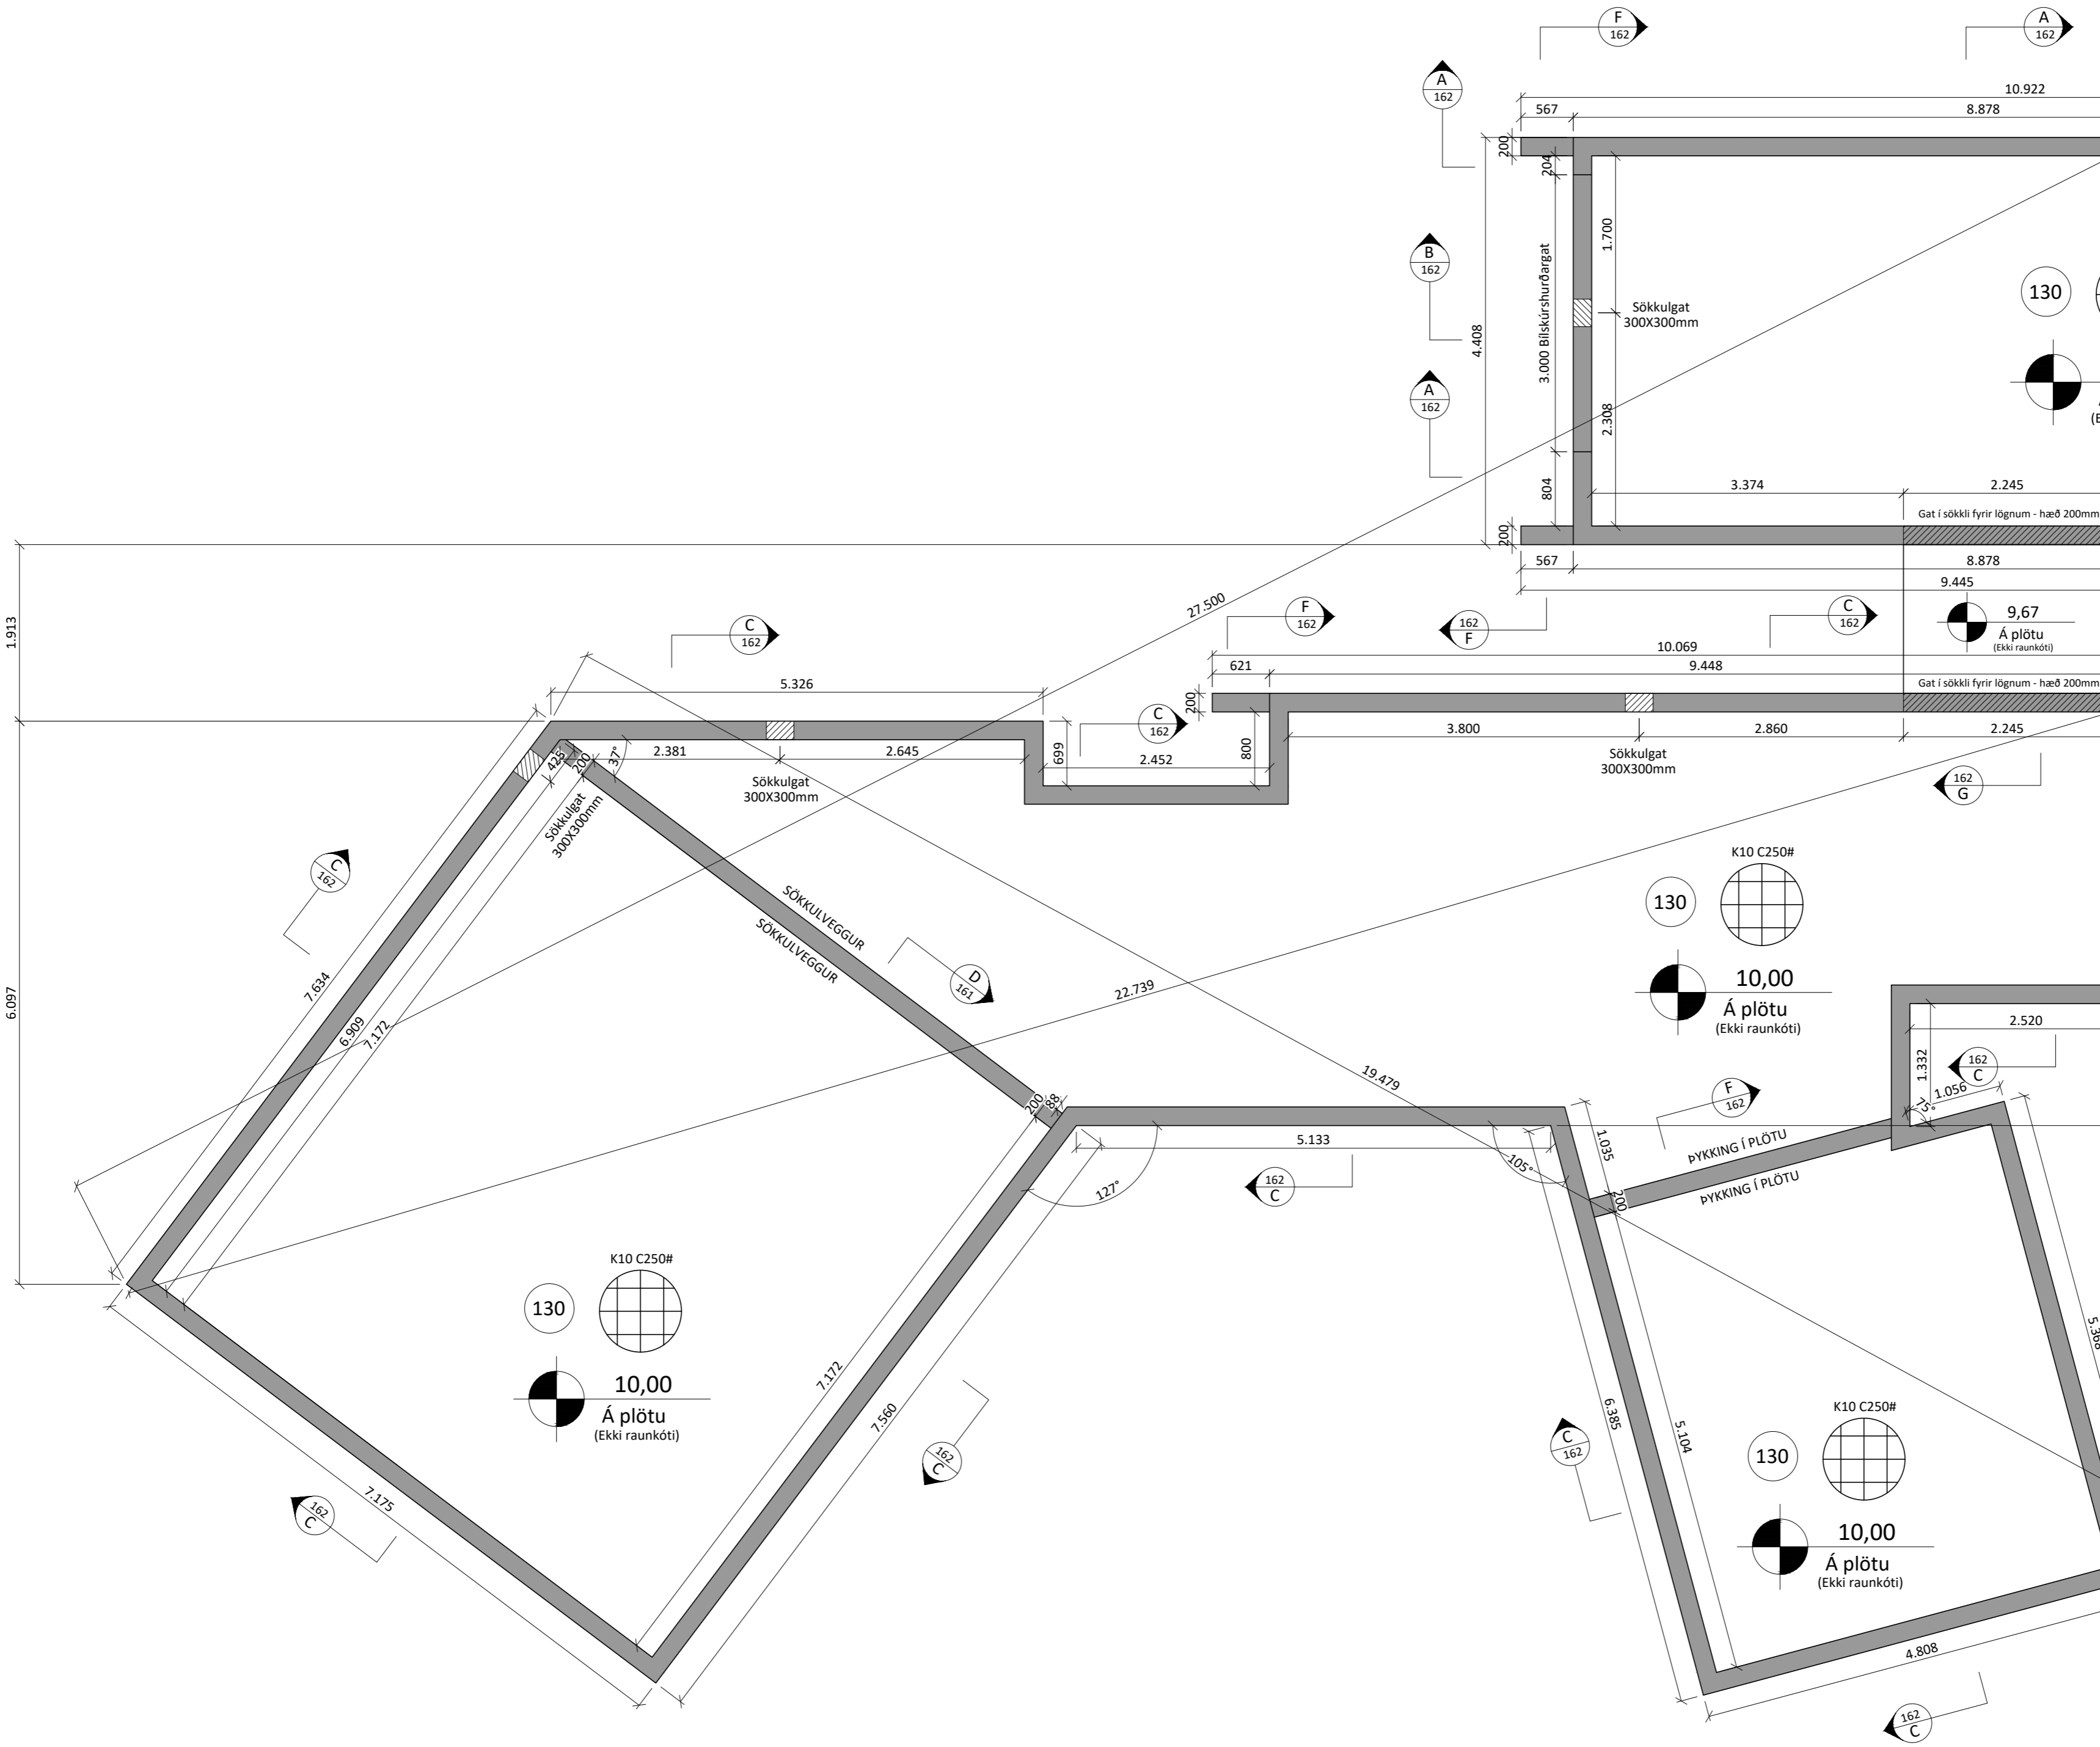 F
162
A
162
A
162
10.922
567
8.878
200
204
1.700
B
162
3.000 Bílskúrshurðargat
4.408
Sökkulgat
300X300mm
130
A
162
2.308
804
3.374
2.245
Gat í sökkli fyrir lögnum - hæð 200mm
200
567
8.878
9.445
1.913
27.500
C
162
F
162
162
F
C
162
9,67
Á plötu
(Ekki raunkóti)
10.069
621
9.448
5.326
Gat í sökkli fyrir lögnum - hæð 200mm
200
C
162
699
800
2.452
3.800
2.860
2.245
Sökkulgat
300X300mm
425
200
37°
2.381
2.645
Sökkulgat
300X300mm
Sökkulgat
300X300mm
162
G
C
162
K10 C250#
130
10,00
Á plötu
(Ekki raunkóti)
SÖKKULVEGGUR
SÖKKULVEGGUR
D
161
7.634
6.909
7.172
6.097
22.739
19.479
2.520
1.332
162
C
1.056
75°
F
162
200
88
5.133
127°
105°
162
C
1.035
200
ÞYKKING Í PLÖTU
ÞYKKING Í PLÖTU
K10 C250#
130
10,00
Á plötu
(Ekki raunkóti)
7.172
7.560
162
C
7.175
162
C
5.368
6.385
5.104
C
162
K10 C250#
130
10,00
Á plötu
(Ekki raunkóti)
4.808
162
C